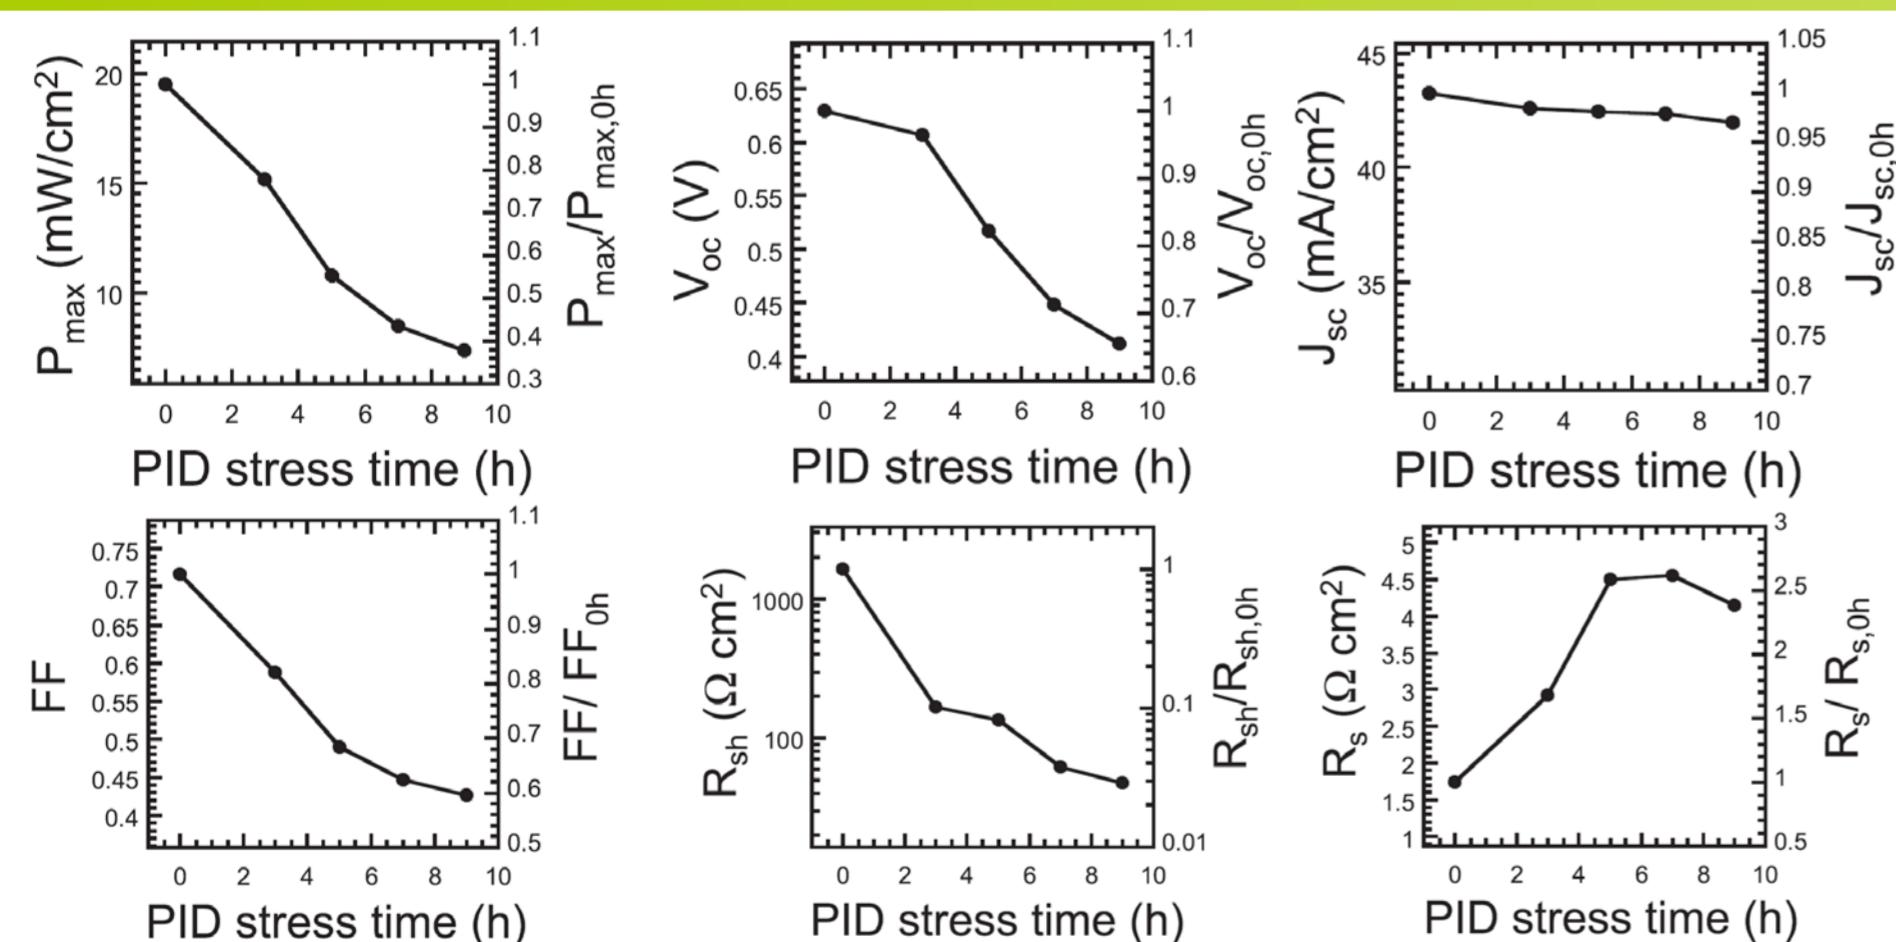 P_max (mW/cm²)
20
15
10
1.1
1
0.9
0.8
0.7
0.6
0.5
0.4
0.3
P_max/P_max,0h
0 2 4 6 8 10
PID stress time (h)
V_oc (V)
0.65
0.6
0.55
0.5
0.45
0.4
1.1
1
0.9
0.8
0.7
0.6
V_oc/V_oc,0h
0 2 4 6 8 10
PID stress time (h)
J_sc (mA/cm²)
45
40
35
1.05
1
0.95
0.9
0.85
0.8
0.75
0.7
J_sc/J_sc,0h
0 2 4 6 8 10
PID stress time (h)
FF
0.75
0.7
0.65
0.6
0.55
0.5
0.45
0.4
1.1
1
0.9
0.8
0.7
0.6
0.5
FF/ FF_0h
0 2 4 6 8 10
PID stress time (h)
R_sh (Ω cm²)
1000
100
1
0.1
0.01
R_sh/R_sh,0h
0 2 4 6 8 10
PID stress time (h)
R_s (Ω cm²)
5
4.5
4
3.5
3
2.5
2
1.5
1
3
2.5
2
1.5
1
0.5
R_s/ R_s,0h
0 2 4 6 8 10
PID stress time (h)